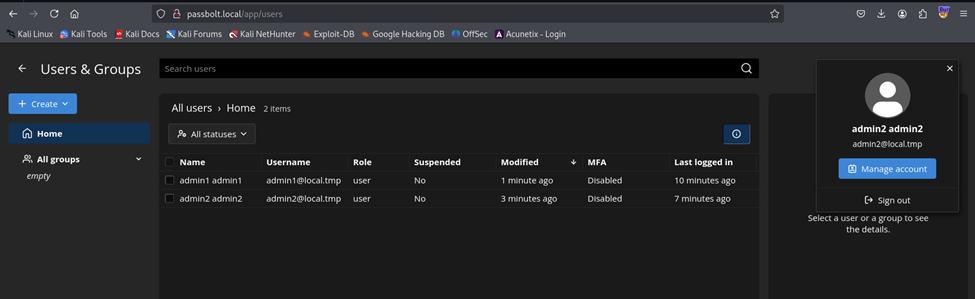 passbolt.local/app/users
Kali Linux Kali Tools Kali Docs Kali Forums Kali NetHunter Exploit-DB Google Hacking DB OffSec Acunetix - Login
Users & Groups
Search users
Create
Home
All groups
empty
All users › Home 2 items
All statuses
Name Username Role Suspended Modified MFA Last logged in
admin1 admin1 admin1@local.tmp user No 1 minute ago Disabled 10 minutes ago
admin2 admin2 admin2@local.tmp user No 3 minutes ago Disabled 7 minutes ago
admin2 admin2
admin2@local.tmp
Manage account
Sign out
Select a user or a group to see
the details.